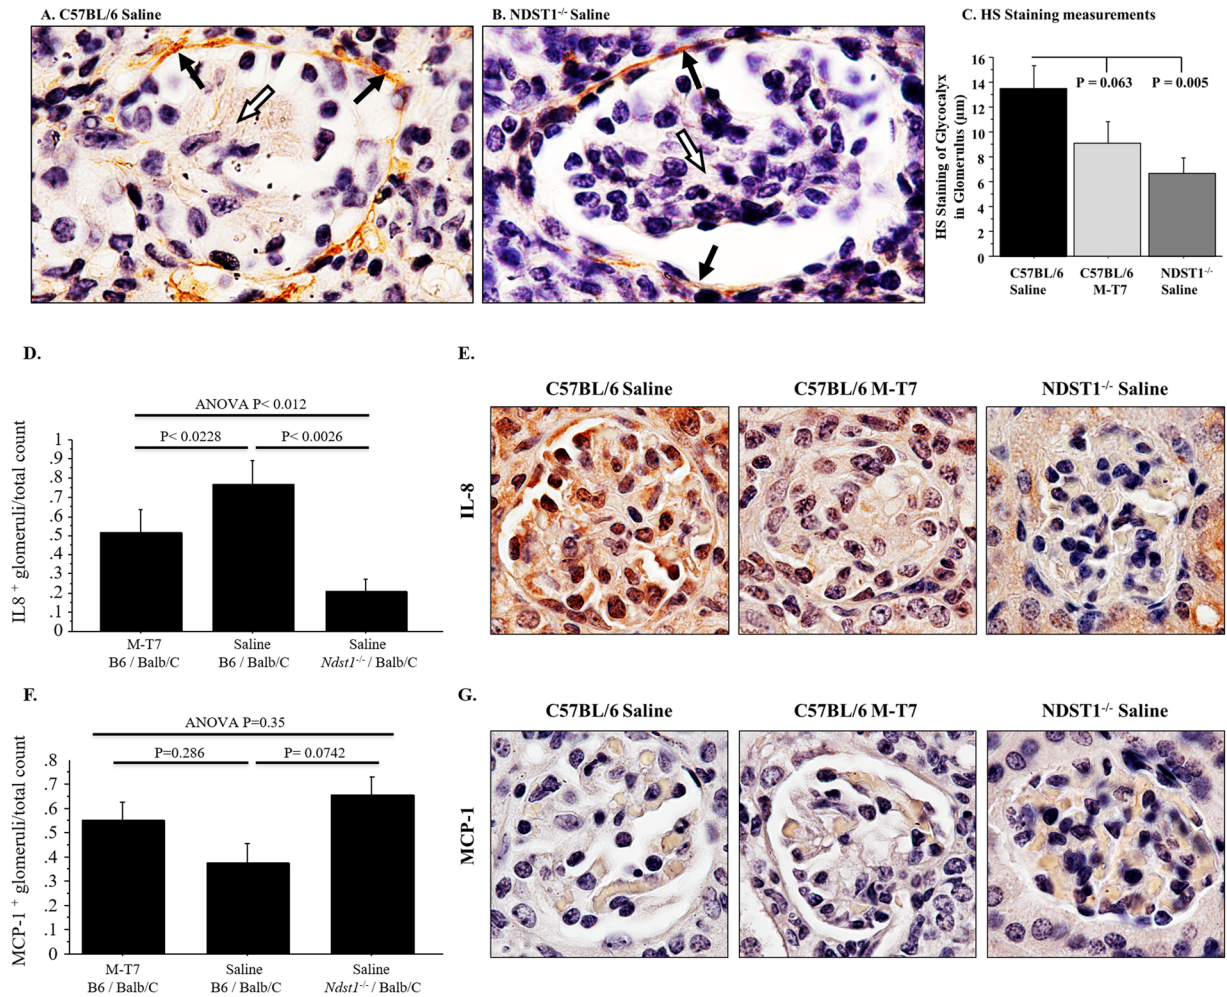 A. C57BL/6 Saline
B. NDST1-/- Saline
C. HS Staining measurements
HS Staining of Glycocalyx
in Glomerulus (µm)
16
14
12
10
8
6
4
2
0
P = 0.063
P = 0.005
C57BL/6
Saline
C57BL/6
M-T7
NDST1-/-
Saline
D.
ANOVA P< 0.012
P< 0.0228
P< 0.0026
IL8 + glomeruli/total count
1
.9
.8
.7
.6
.5
.4
.3
.2
.1
0
M-T7
B6 / Balb/C
Saline
B6 / Balb/C
Saline
Ndst1-/- / Balb/C
E.
C57BL/6 Saline
C57BL/6 M-T7
NDST1-/- Saline
IL-8
F.
ANOVA P=0.35
P=0.286
P= 0.0742
MCP-1 + glomeruli/total count
.8
.7
.6
.5
.4
.3
.2
.1
0
M-T7
B6 / Balb/C
Saline
B6 / Balb/C
Saline
Ndst1-/- / Balb/C
G.
C57BL/6 Saline
C57BL/6 M-T7
NDST1-/- Saline
MCP-1